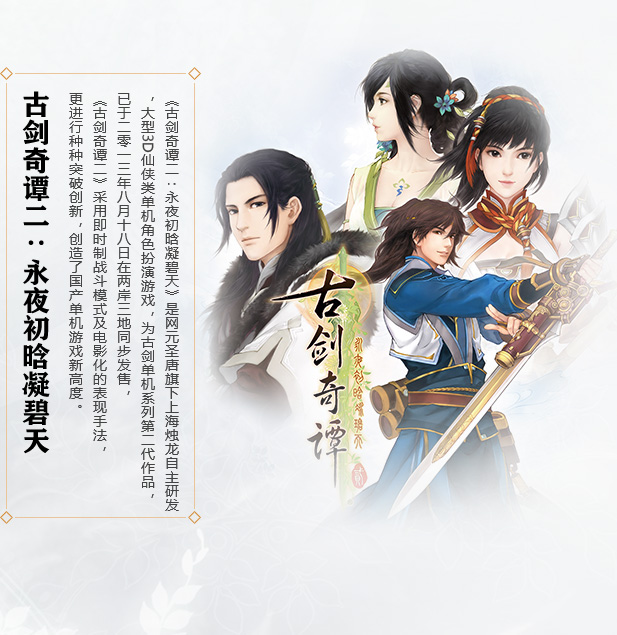 《古剑奇谭二：永夜初晗凝碧天》是网元圣唐旗下上海烛龙自主研发
，大型3D仙侠类单机角色扮演游戏，为古剑单机系列第二代作品，
已于二零一三年八月十八日在两岸三地同步发售，
《古剑奇谭二》采用即时制战斗模式及电影化的表现手法，
更进行种种突破创新，创造了国产单机游戏新高度。
古剑奇谭二：永夜初晗凝碧天
古剑奇谭
永夜初晗凝碧天